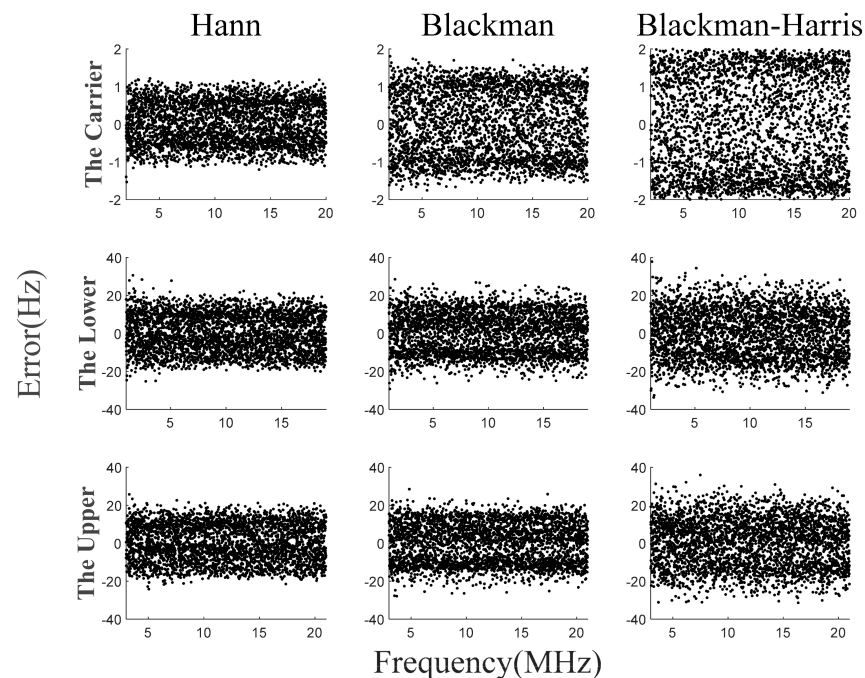 Hann Blackman Blackman-Harris
The Carrier
2 1 0 -1 -2
5 10 15 20
2 1 0 -1 -2
5 10 15 20
2 1 0 -1 -2
5 10 15 20
Error(Hz)
The Lower
40 20 0 -20 -40
5 10 15
40 20 0 -20 -40
5 10 15
40 20 0 -20 -40
5 10 15
The Upper
40 20 0 -20 -40
5 10 15 20
40 20 0 -20 -40
5 10 15 20
40 20 0 -20 -40
5 10 15 20
Frequency(MHz)